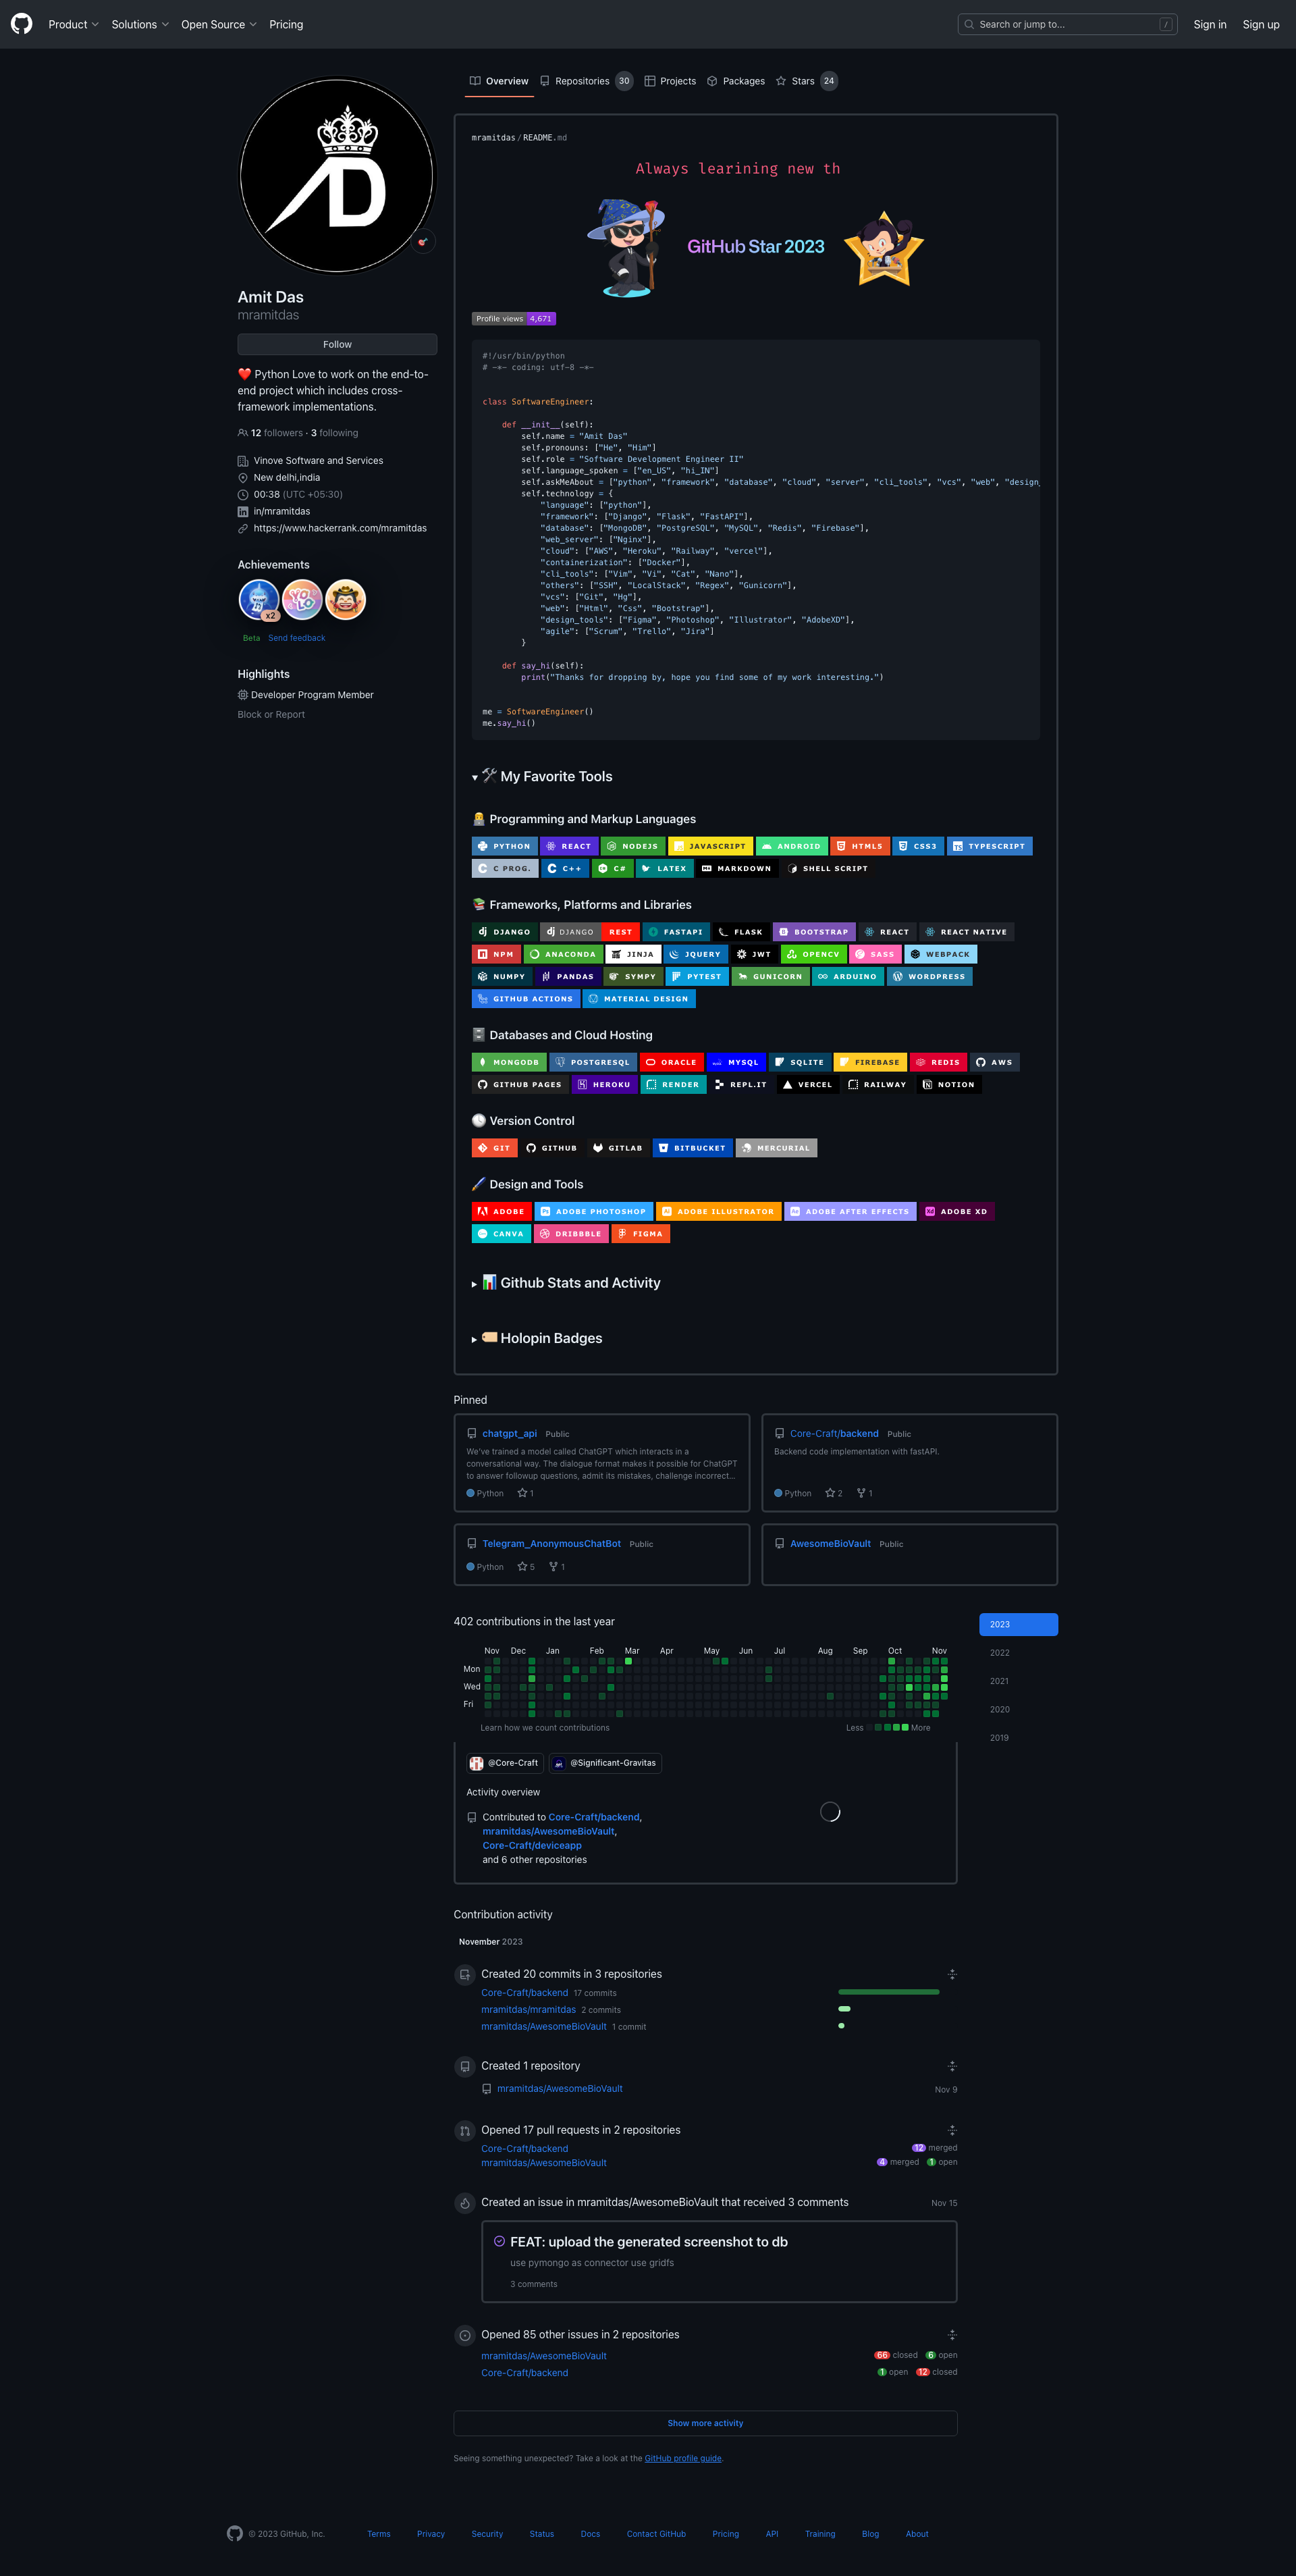 Product Solutions Open Source Pricing Search or jump to... / Sign in Sign up
Overview Repositories 30 Projects Packages Stars 24
Amit Das
mramitdas
Follow
Python Love to work on the end-to-
end project which includes cross-
framework implementations.
12 followers · 3 following
Vinove Software and Services
New delhi,india
00:38 (UTC +05:30)
in/mramitdas
https://www.hackerrank.com/mramitdas
Achievements
YOLO
x2
Beta Send feedback
Highlights
Developer Program Member
Block or Report
mramitdas/README.md
Always learining new th
GitHub Star 2023
Profile views 4,671
#!/usr/bin/python
# -*- coding: utf-8 -*-
class SoftwareEngineer:
def __init__(self):
self.name = "Amit Das"
self.pronouns: ["He", "Him"]
self.role = "Software Development Engineer II"
self.language_spoken = ["en_US", "hi_IN"]
self.askMeAbout = ["python", "framework", "database", "cloud", "server", "cli_tools", "vcs", "web", "design_
self.technology = {
"language": ["python"],
"framework": ["Django", "Flask", "FastAPI"],
"database": ["MongoDB", "PostgreSQL", "MySQL", "Redis", "Firebase"],
"web_server": ["Nginx"],
"cloud": ["AWS", "Heroku", "Railway", "vercel"],
"containerization": ["Docker"],
"cli_tools": ["Vim", "Vi", "Cat", "Nano"],
"others": ["SSH", "LocalStack", "Regex", "Gunicorn"],
"vcs": ["Git", "Hg"],
"web": ["Html", "Css", "Bootstrap"],
"design_tools": ["Figma", "Photoshop", "Illustrator", "AdobeXD"],
"agile": ["Scrum", "Trello", "Jira"]
}
def say_hi(self):
print("Thanks for dropping by, hope you find some of my work interesting.")
me = SoftwareEngineer()
me.say_hi()
My Favorite Tools
Programming and Markup Languages
PYTHON REACT NODEJS JAVASCRIPT ANDROID HTML5 CSS3 TYPESCRIPT
C PROG. C++ C# LATEX MARKDOWN SHELL SCRIPT
Frameworks, Platforms and Libraries
DJANGO DJANGO REST FASTAPI FLASK BOOTSTRAP REACT REACT NATIVE
NPM ANACONDA JINJA JQUERY JWT OPENCV SASS WEBPACK
NUMPY PANDAS SYMPY PYTEST GUNICORN ARDUINO WORDPRESS
GITHUB ACTIONS MATERIAL DESIGN
Databases and Cloud Hosting
MONGODB POSTGRESQL ORACLE MYSQL SQLITE FIREBASE REDIS AWS
GITHUB PAGES HEROKU RENDER REPL.IT VERCEL RAILWAY NOTION
Version Control
GIT GITHUB GITLAB BITBUCKET MERCURIAL
Design and Tools
ADOBE ADOBE PHOTOSHOP ADOBE ILLUSTRATOR ADOBE AFTER EFFECTS ADOBE XD
CANVA DRIBBBLE FIGMA
Github Stats and Activity
Holopin Badges
Pinned
chatgpt_api Public
We've trained a model called ChatGPT which interacts in a
conversational way. The dialogue format makes it possible for ChatGPT
to answer followup questions, admit its mistakes, challenge incorrect…
Python 1
Core-Craft/backend Public
Backend code implementation with fastAPI.
Python 2 1
Telegram_AnonymousChatBot Public
Python 5 1
AwesomeBioVault Public
402 contributions in the last year
2023
2022
2021
2020
2019
Nov Dec Jan Feb Mar Apr May Jun Jul Aug Sep Oct Nov
Mon
Wed
Fri
Learn how we count contributions Less More
@Core-Craft @Significant-Gravitas
Activity overview
Contributed to Core-Craft/backend,
mramitdas/AwesomeBioVault,
Core-Craft/deviceapp
and 6 other repositories
Contribution activity
November 2023
Created 20 commits in 3 repositories
Core-Craft/backend 17 commits
mramitdas/mramitdas 2 commits
mramitdas/AwesomeBioVault 1 commit
Created 1 repository
mramitdas/AwesomeBioVault Nov 9
Opened 17 pull requests in 2 repositories
Core-Craft/backend 12 merged
mramitdas/AwesomeBioVault 4 merged 1 open
Created an issue in mramitdas/AwesomeBioVault that received 3 comments Nov 15
FEAT: upload the generated screenshot to db
use pymongo as connector use gridfs
3 comments
Opened 85 other issues in 2 repositories
mramitdas/AwesomeBioVault 66 closed 6 open
Core-Craft/backend 1 open 12 closed
Show more activity
Seeing something unexpected? Take a look at the GitHub profile guide.
© 2023 GitHub, Inc. Terms Privacy Security Status Docs Contact GitHub Pricing API Training Blog About